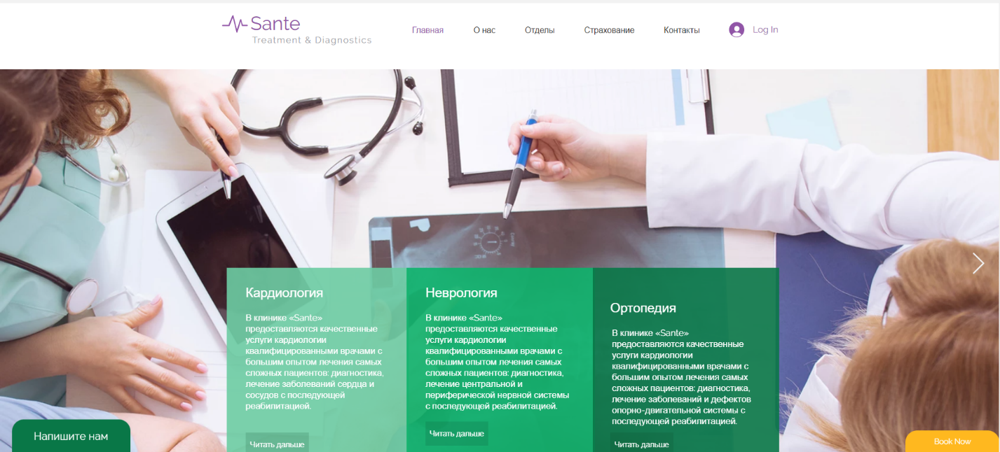 Sante
Treatment & Diagnostics
Главная
О нас
Отделы
Страхование
Контакты
Log In
Кардиология
В клинике «Sante»
предоставляются качественные
услуги кардиологии
квалифицированными врачами с
большим опытом лечения самых
сложных пациентов: диагностика,
лечение заболеваний сердца и
сосудов с последующей
реабилитацией.
Читать дальше
Неврология
В клинике «Sante»
предоставляются качественные
услуги кардиологии
квалифицированными врачами с
большим опытом лечения самых
сложных пациентов: диагностика,
лечение центральной и
периферической нервной системы
с последующей реабилитацией.
Читать дальше
Ортопедия
В клинике «Sante»
предоставляются качественные
услуги кардиологии
квалифицированными врачами с
большим опытом лечения самых
сложных пациентов: диагностика,
лечение заболеваний и дефектов
опорно-двигательной системы с
последующей реабилитацией.
Читать дальше
Напишите нам
Book Now